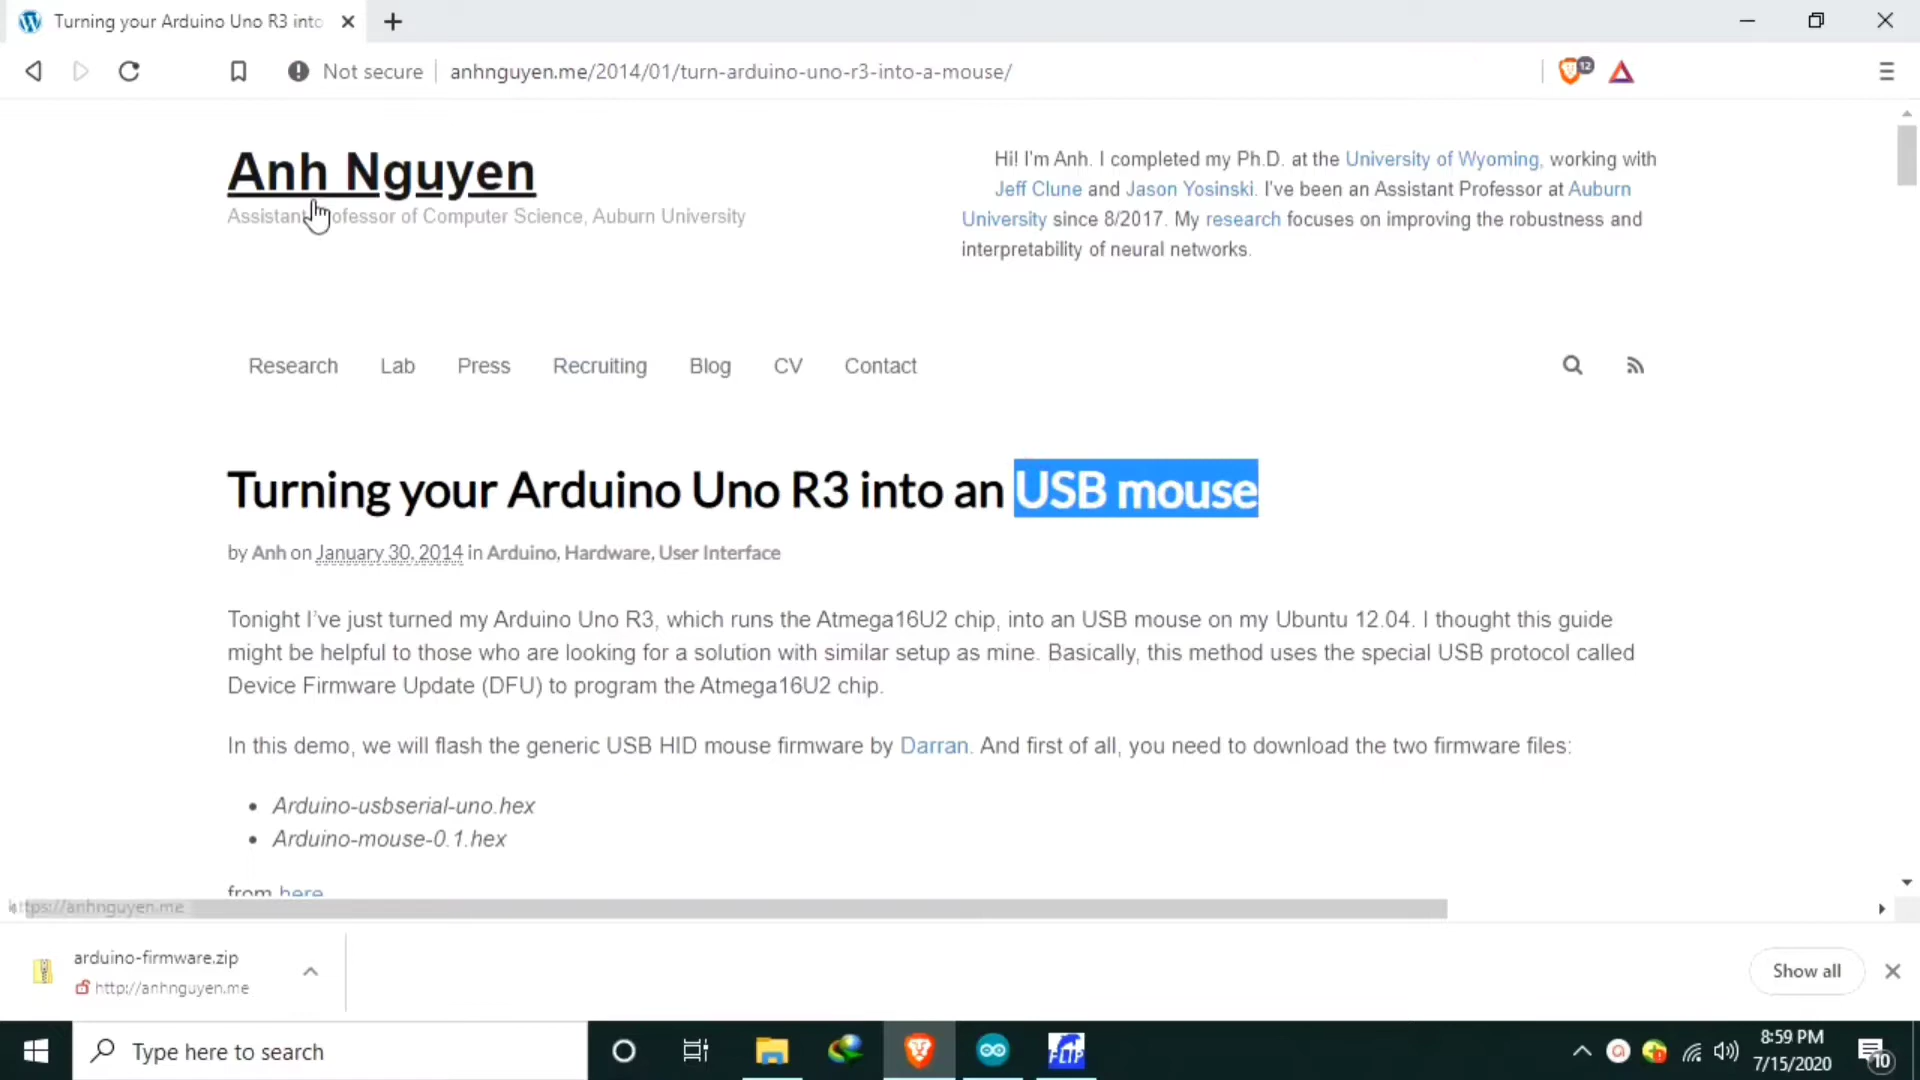 Turning your Arduino Uno R3 into
Not secure
anhnguyen.me/2014/01/turn-arduino-uno-r3-into-a-mouse/
12
Anh Nguyen
Assistant Professor of Computer Science, Auburn University
Hi! I'm Anh. I completed my Ph.D. at the University of Wyoming, working with
Jeff Clune and Jason Yosinski. I've been an Assistant Professor at Auburn
University since 8/2017. My research focuses on improving the robustness and
interpretability of neural networks.
Research Lab Press Recruiting Blog CV Contact
Turning your Arduino Uno R3 into an USB mouse
by Anh on January 30, 2014 in Arduino, Hardware, User Interface
Tonight I’ve just turned my Arduino Uno R3, which runs the Atmega16U2 chip, into an USB mouse on my Ubuntu 12.04. I thought this guide
might be helpful to those who are looking for a solution with similar setup as mine. Basically, this method uses the special USB protocol called
Device Firmware Update (DFU) to program the Atmega16U2 chip.
In this demo, we will flash the generic USB HID mouse firmware by Darran. And first of all, you need to download the two firmware files:
• Arduino-usbserial-uno.hex
• Arduino-mouse-0.1.hex
from here
https://anhnguyen.me
arduino-firmware.zip
http://anhnguyen.me
Show all
Type here to search
FLIP
8:59 PM
7/15/2020
10